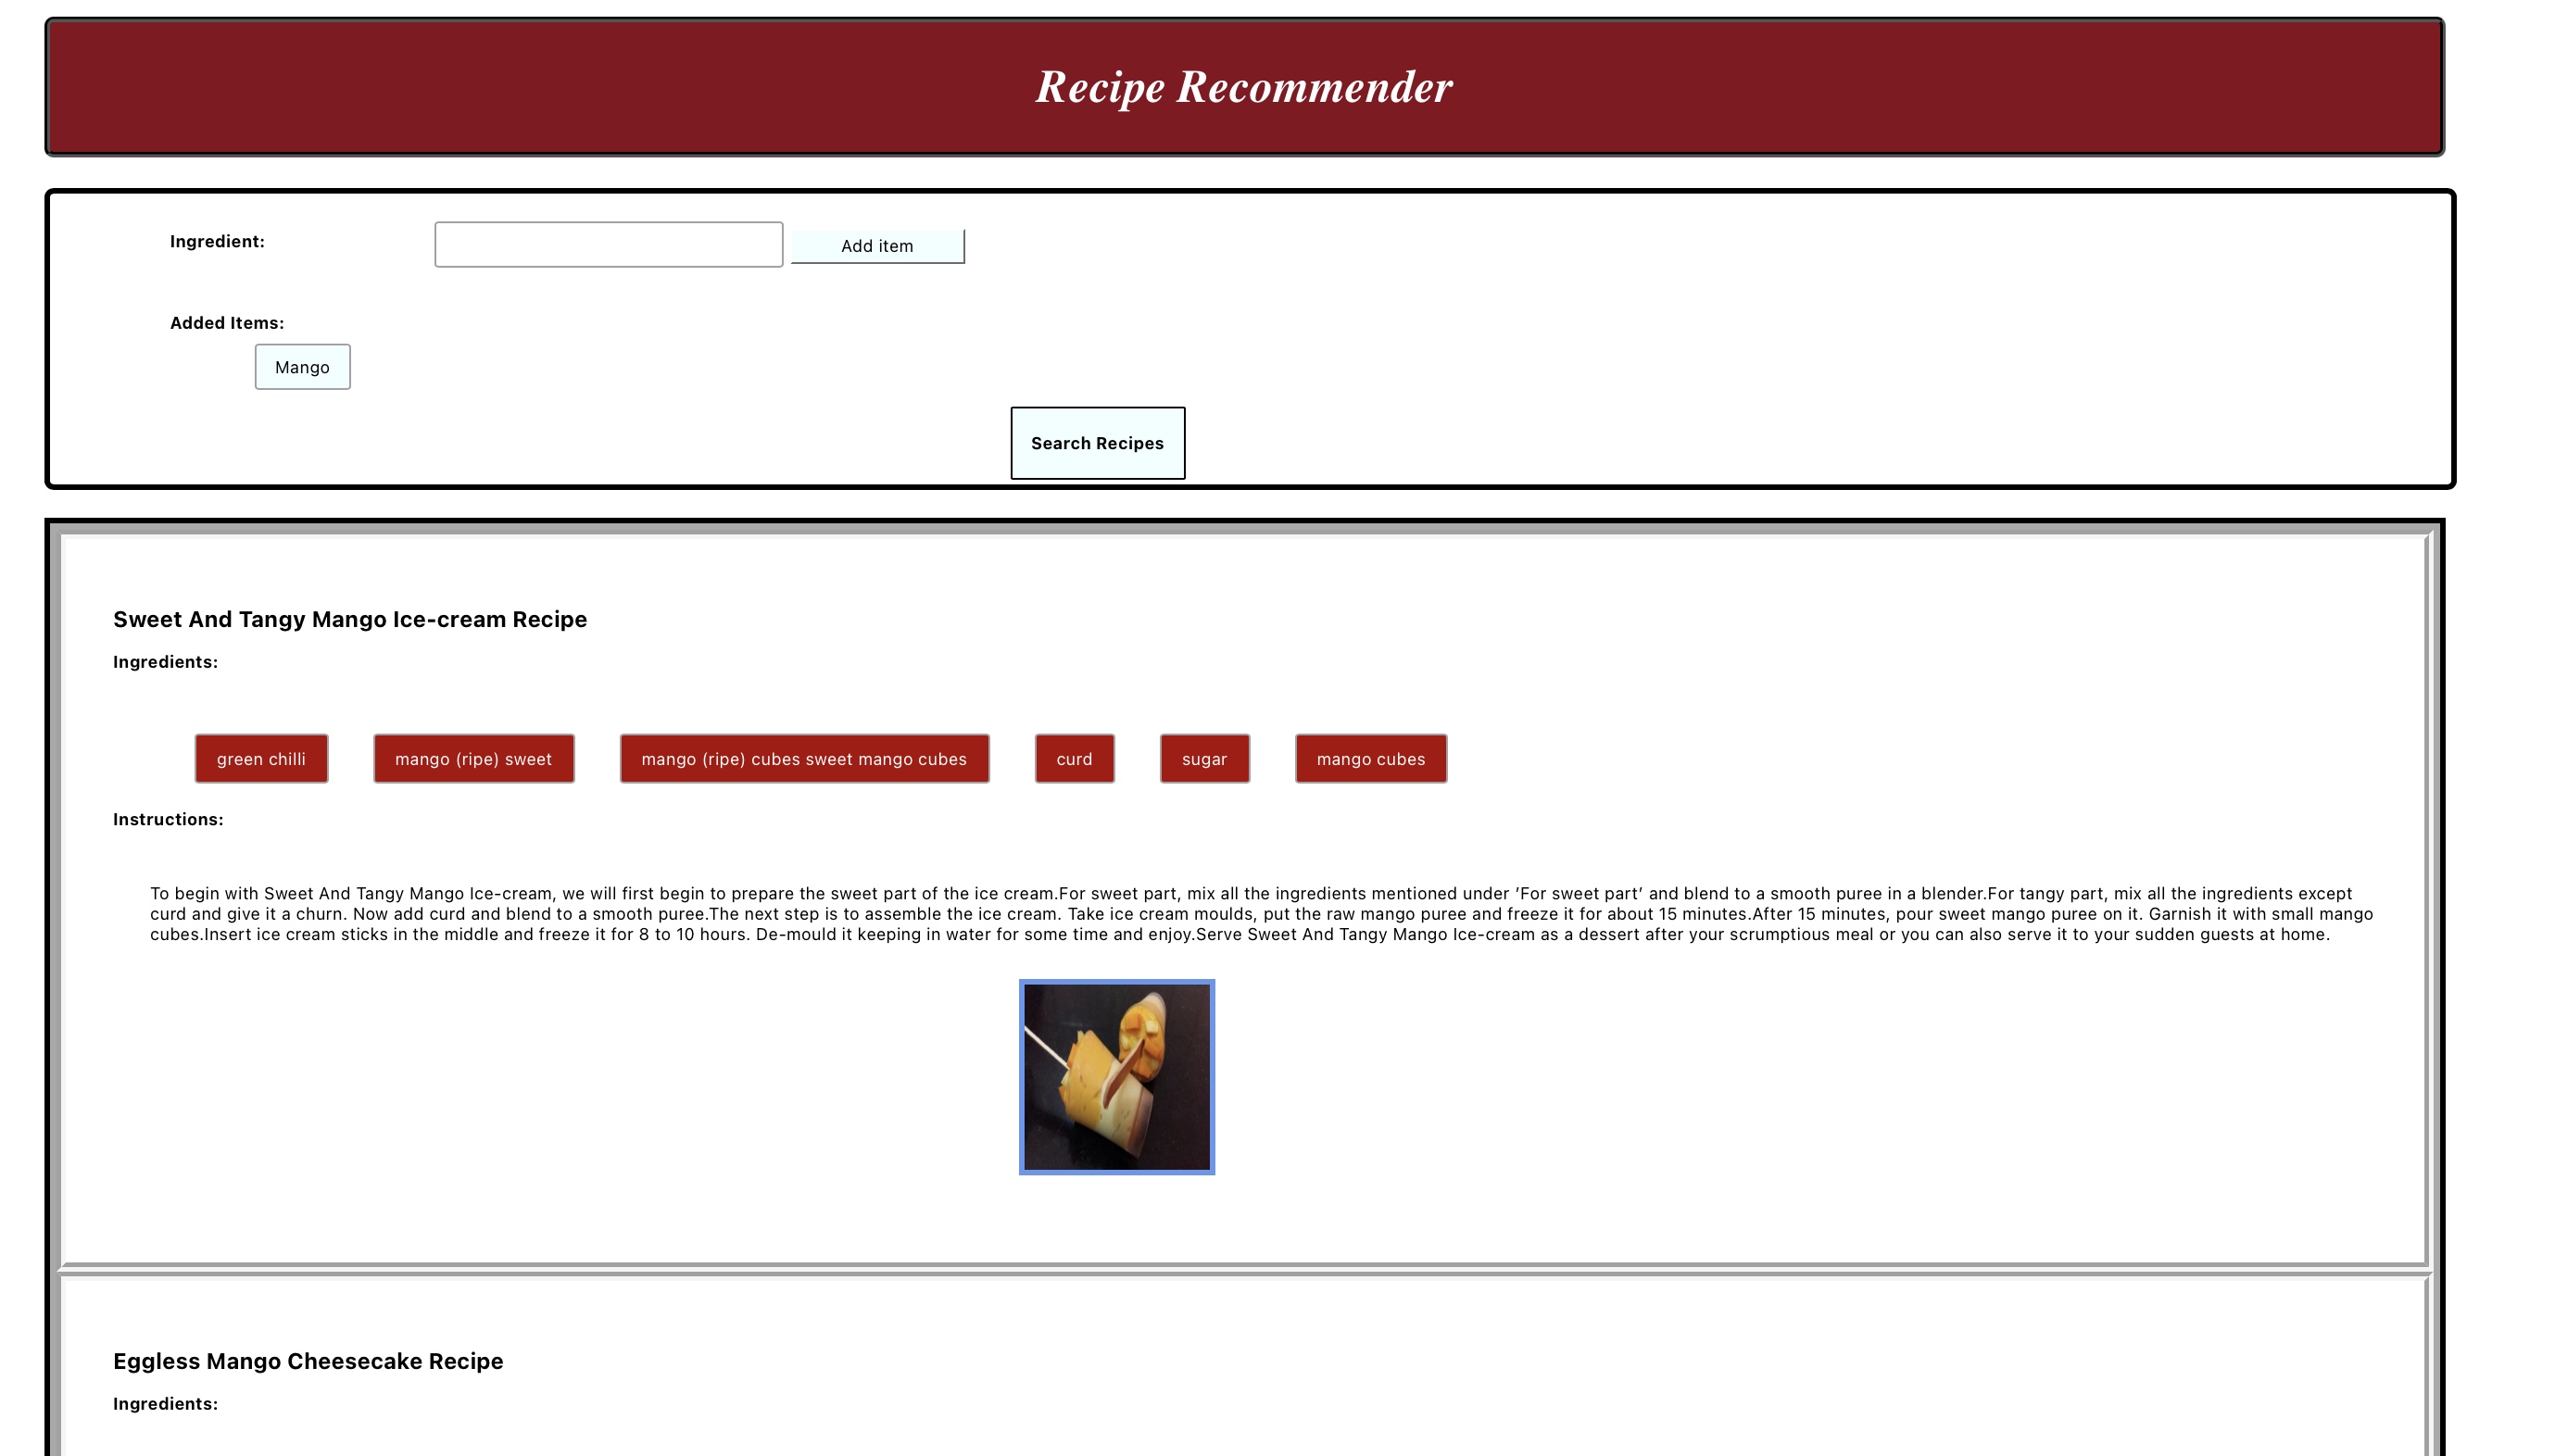 Recipe Recommender
Ingredient:
Add item
Added Items:
Mango
Search Recipes
Sweet And Tangy Mango Ice-cream Recipe
Ingredients:
green chilli mango (ripe) sweet mango (ripe) cubes sweet mango cubes curd sugar mango cubes
Instructions:
To begin with Sweet And Tangy Mango Ice-cream, we will first begin to prepare the sweet part of the ice cream.For sweet part, mix all the ingredients mentioned under 'For sweet part' and blend to a smooth puree in a blender.For tangy part, mix all the ingredients except
curd and give it a churn. Now add curd and blend to a smooth puree.The next step is to assemble the ice cream. Take ice cream moulds, put the raw mango puree and freeze it for about 15 minutes.After 15 minutes, pour sweet mango puree on it. Garnish it with small mango
cubes.Insert ice cream sticks in the middle and freeze it for 8 to 10 hours. De-mould it keeping in water for some time and enjoy.Serve Sweet And Tangy Mango Ice-cream as a dessert after your scrumptious meal or you can also serve it to your sudden guests at home.
Eggless Mango Cheesecake Recipe
Ingredients: